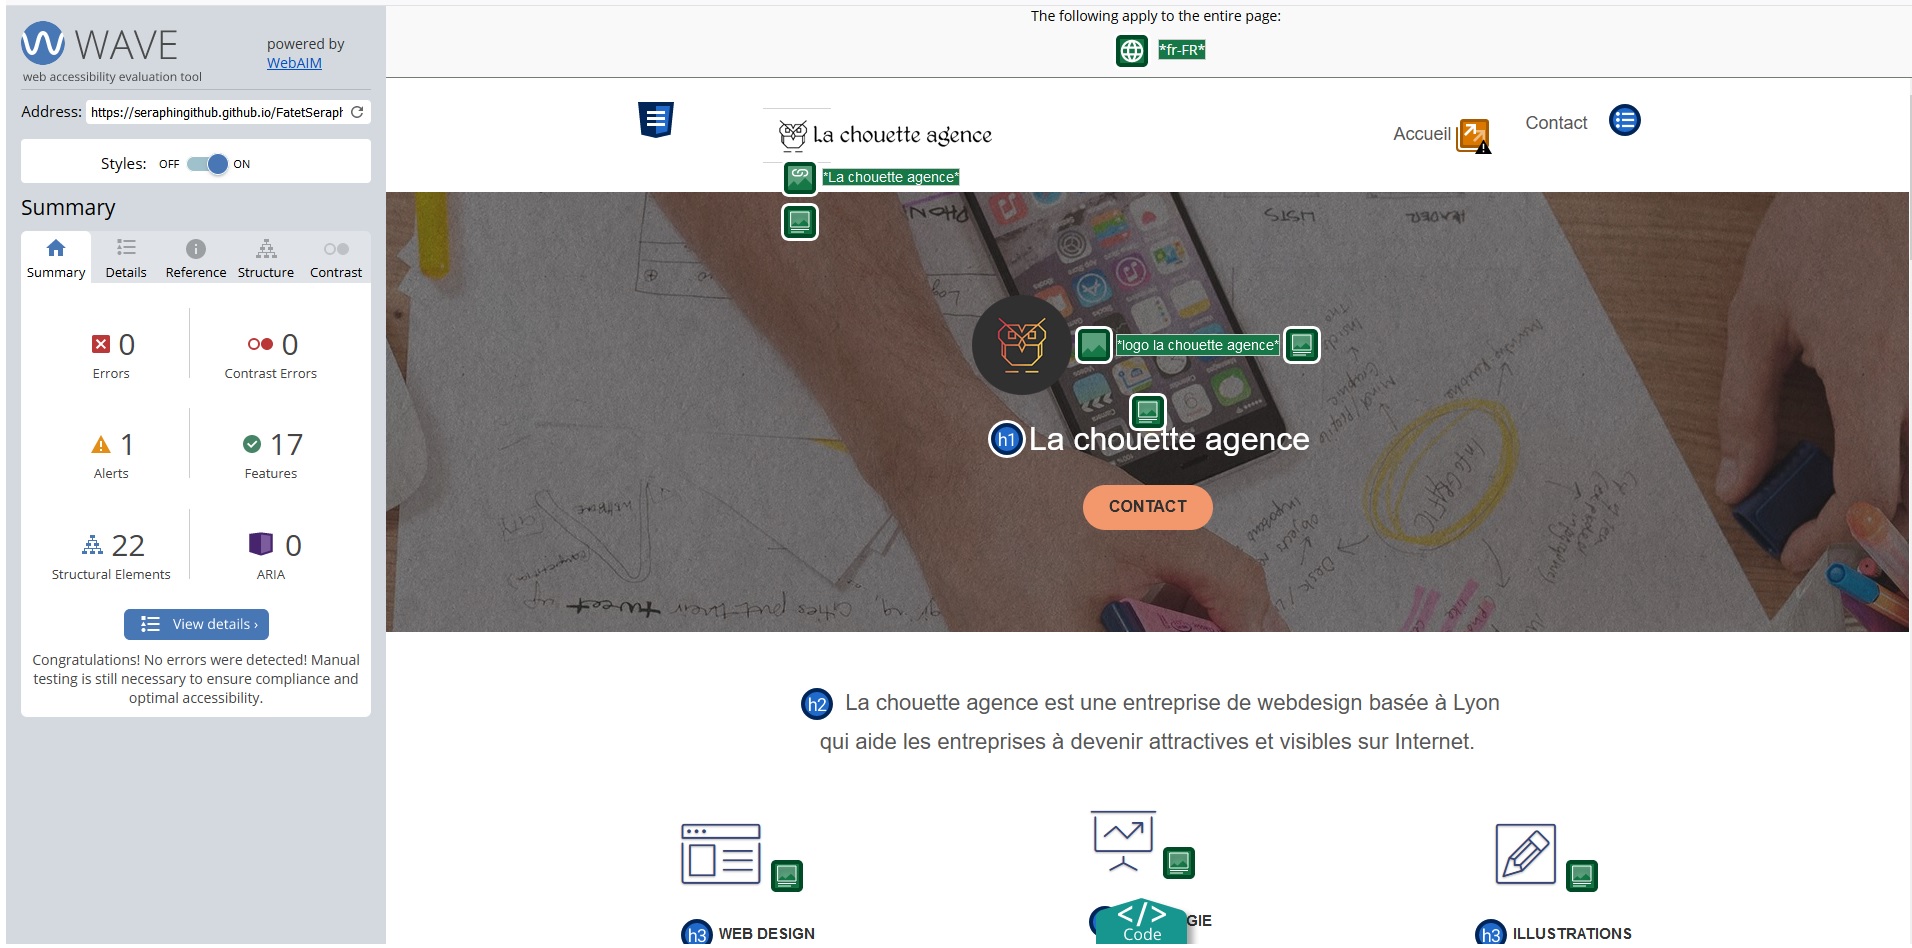 The following apply to the entire page:
*fr-FR*
WAVE
powered by
WebAIM
web accessibility evaluation tool
Address: https://seraphingithub.github.io/FatetSeraph
Styles: OFF ON
Summary
Summary Details Reference Structure Contrast
0 0
Errors Contrast Errors
1 17
Alerts Features
22 0
Structural Elements ARIA
View details ›
Congratulations! No errors were detected! Manual
testing is still necessary to ensure compliance and
optimal accessibility.
La chouette agence
*La chouette agence*
Accueil
Contact
PHON
LISTS
HEADER
*logo la chouette agence*
h1 La chouette agence
CONTACT
tweet
h2 La chouette agence est une entreprise de webdesign basée à Lyon
qui aide les entreprises à devenir attractives et visibles sur Internet.
h3 WEB DESIGN
GIE
h3 ILLUSTRATIONS
</> Code